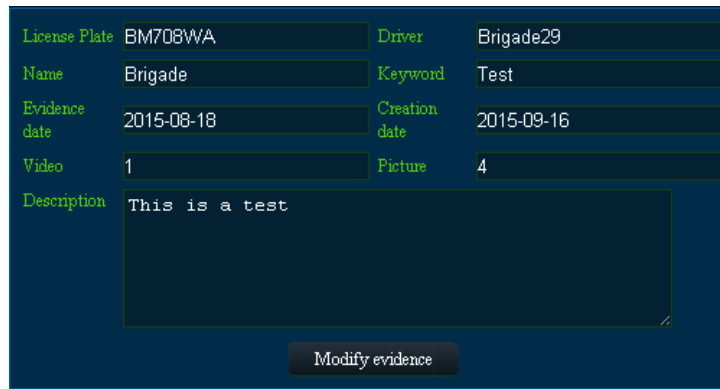 License Plate BM708WA Driver Brigade29
Name Brigade Keyword Test
Evidence date 2015-08-18 Creation date 2015-09-16
Video 1 Picture 4
Description This is a test
Modify evidence